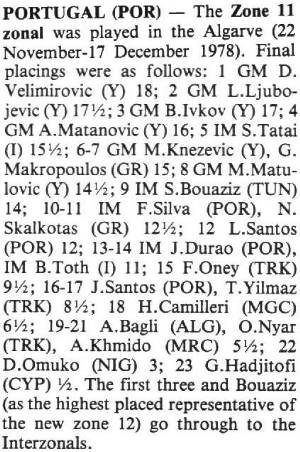 PORTUGAL (POR) — The Zone 11
zonal was played in the Algarve (22
November-17 December 1978). Final
placings were as follows: 1 GM D.
Velimirovic (Y) 18; 2 GM L.Ljubo-
jevic (Y) 17½; 3 GM B.Ivkov (Y) 17; 4
GM A.Matanovic (Y) 16; 5 IM S.Tatai
(I) 15½; 6-7 GM M.Knezevic (Y), G.
Makropoulos (GR) 15; 8 GM M.Matu-
lovic (Y) 14½; 9 IM S.Bouaziz (TUN)
14; 10-11 IM F.Silva (POR), N.
Skalkotas (GR) 12½; 12 L.Santos
(POR) 12; 13-14 IM J.Durao (POR),
IM B.Toth (I) 11; 15 F.Oney (TRK)
9½; 16-17 J.Santos (POR), T.Yilmaz
(TRK) 8½; 18 H.Camilleri (MGC)
6½; 19-21 A.Bagli (ALG), O.Nyar
(TRK), A.Khmido (MRC) 5½; 22
D.Omuko (NIG) 3; 23 G.Hadjitofi
(CYP) ½. The first three and Bouaziz
(as the highest placed representative of
the new zone 12) go through to the
Interzonals.